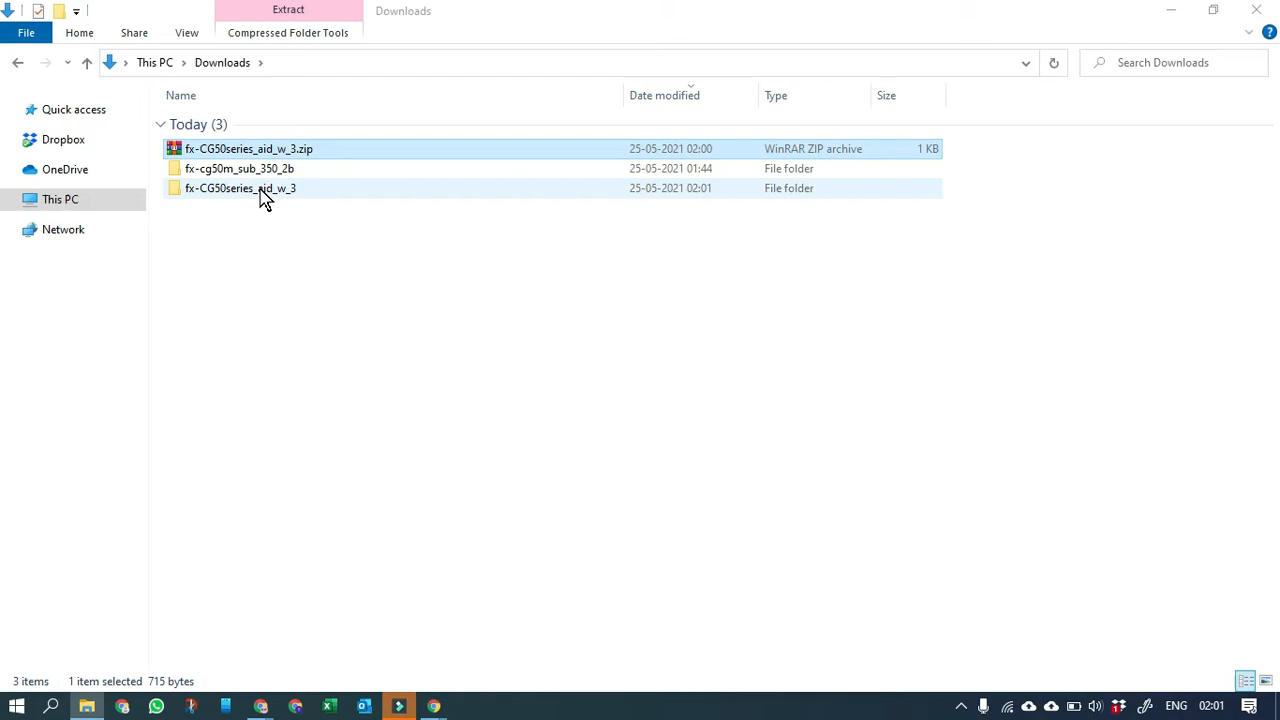 Extract Downloads
File Home Share View Compressed Folder Tools
This PC Downloads Search Downloads
Name Date modified Type Size
Quick access
Dropbox
OneDrive
This PC
Network
Today (3)
fx-CG50series_aid_w_3.zip 25-05-2021 02:00 WinRAR ZIP archive 1 KB
fx-cg50m_sub_350_2b 25-05-2021 01:44 File folder
fx-CG50series_aid_w_3 25-05-2021 02:01 File folder
3 items 1 item selected 715 bytes
ENG 02:01